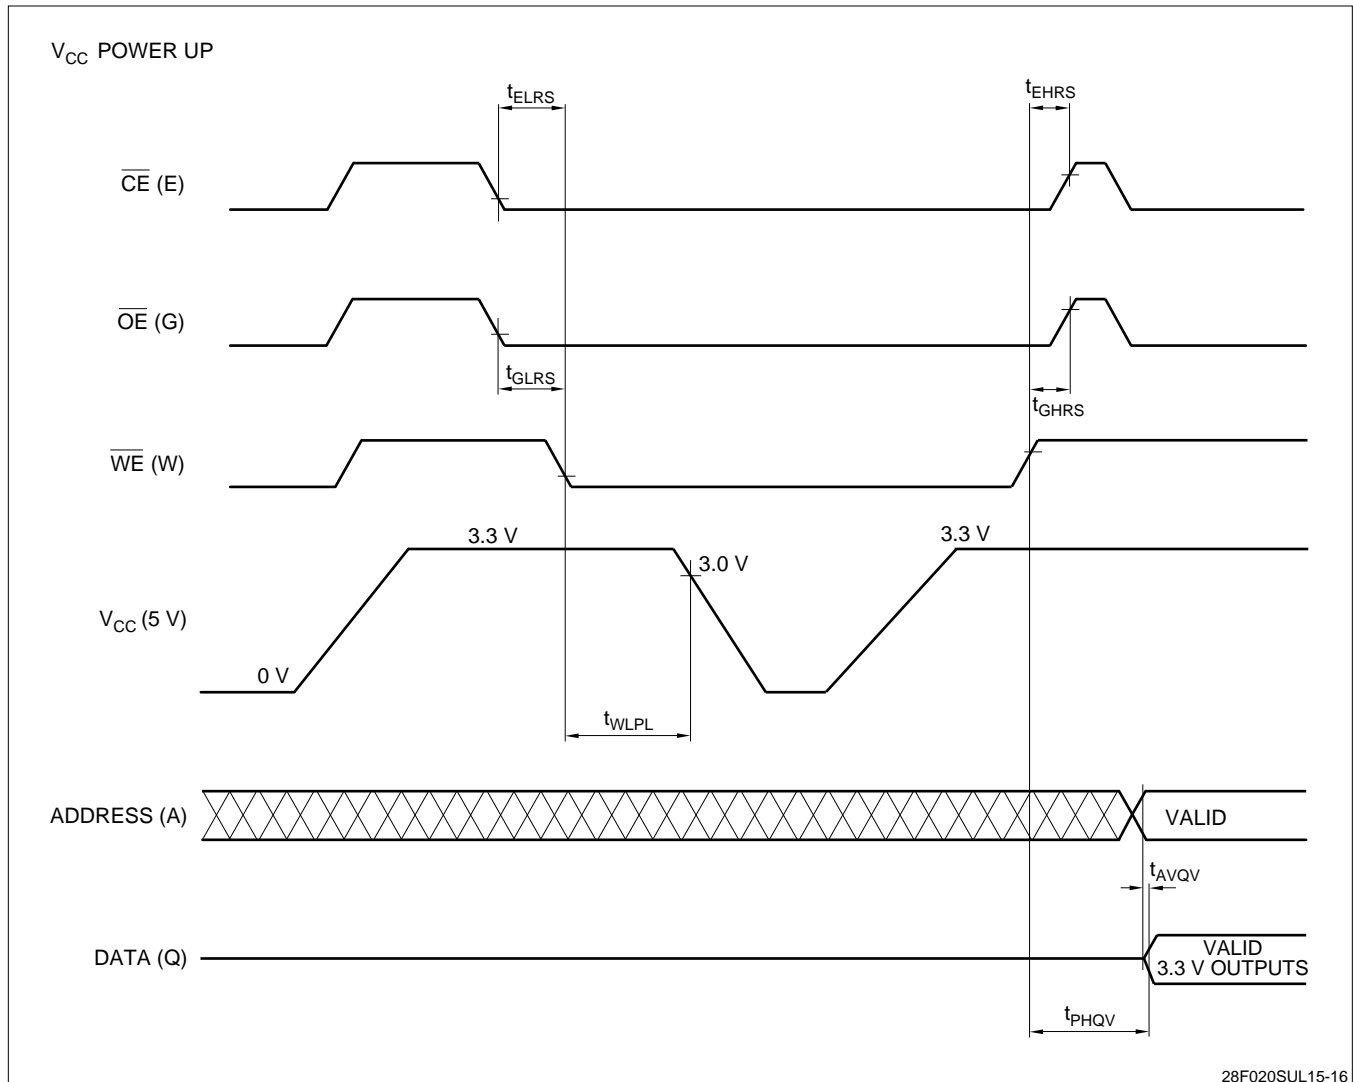 VCC POWER UP
tELRS
tEHRS
CE (E)
OE (G)
tGLRS
tGHRS
WE (W)
3.3 V
3.3 V
3.0 V
VCC (5 V)
0 V
tWLPL
ADDRESS (A)
VALID
tAVQV
DATA (Q)
VALID
3.3 V OUTPUTS
tPHQV
28F020SUL15-16